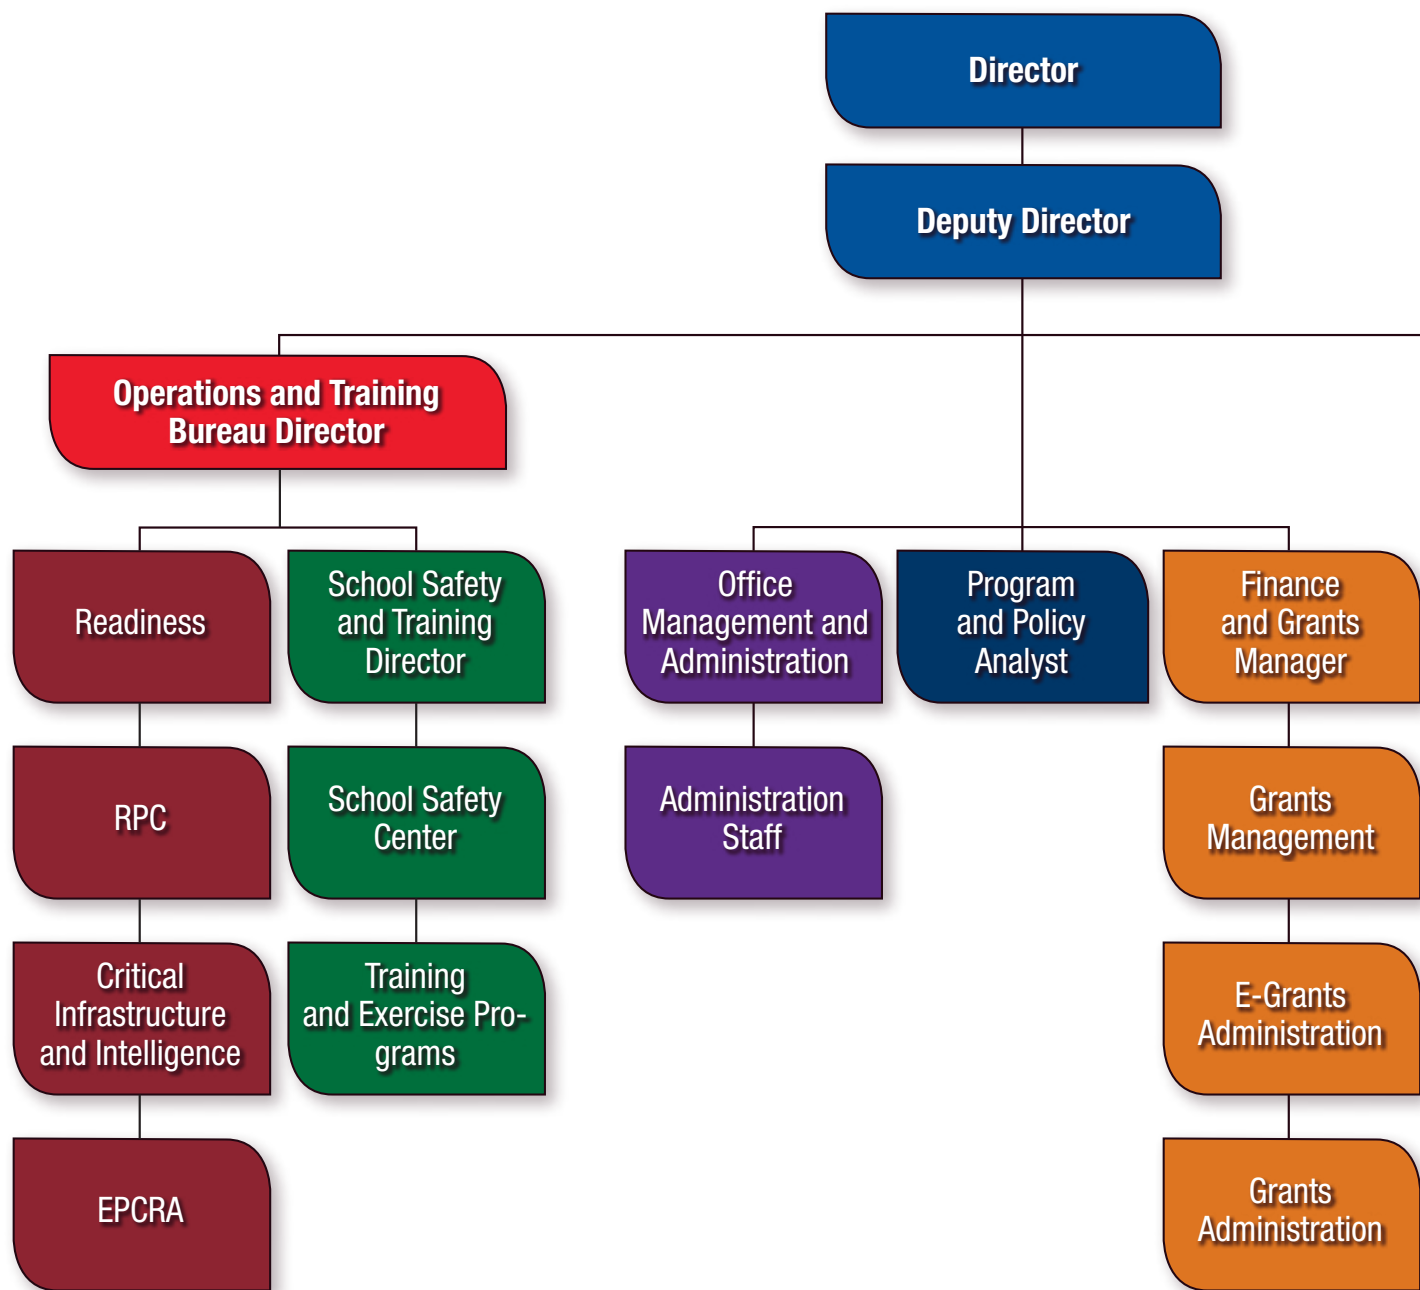 Director
Deputy Director
Operations and Training
Bureau Director
Readiness
School Safety
and Training
Director
Office
Management and
Administration
Program
and Policy
Analyst
Finance
and Grants
Manager
RPC
School Safety
Center
Administration
Staff
Grants
Management
Critical
Infrastructure
and Intelligence
Training
and Exercise Pro-
grams
E-Grants
Administration
EPCRA
Grants
Administration